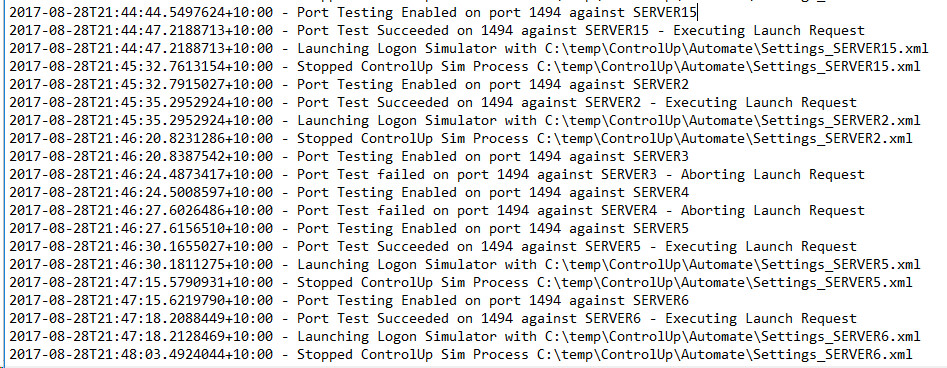 2017-08-28T21:44:44.5497624+10:00 - Port Testing Enabled on port 1494 against SERVER15
2017-08-28T21:44:47.2188713+10:00 - Port Test Succeeded on 1494 against SERVER15 - Executing Launch Request
2017-08-28T21:44:47.2188713+10:00 - Launching Logon Simulator with C:\temp\ControlUp\Automate\Settings_SERVER15.xml
2017-08-28T21:45:32.7613154+10:00 - Stopped ControlUp Sim Process C:\temp\ControlUp\Automate\Settings_SERVER15.xml
2017-08-28T21:45:32.7915027+10:00 - Port Testing Enabled on port 1494 against SERVER2
2017-08-28T21:45:35.2952924+10:00 - Port Test Succeeded on 1494 against SERVER2 - Executing Launch Request
2017-08-28T21:45:35.2952924+10:00 - Launching Logon Simulator with C:\temp\ControlUp\Automate\Settings_SERVER2.xml
2017-08-28T21:46:20.8231286+10:00 - Stopped ControlUp Sim Process C:\temp\ControlUp\Automate\Settings_SERVER2.xml
2017-08-28T21:46:20.8387542+10:00 - Port Testing Enabled on port 1494 against SERVER3
2017-08-28T21:46:24.4873417+10:00 - Port Test failed on port 1494 against SERVER3 - Aborting Launch Request
2017-08-28T21:46:24.5008597+10:00 - Port Testing Enabled on port 1494 against SERVER4
2017-08-28T21:46:27.6026486+10:00 - Port Test failed on port 1494 against SERVER4 - Aborting Launch Request
2017-08-28T21:46:27.6156510+10:00 - Port Testing Enabled on port 1494 against SERVER5
2017-08-28T21:46:30.1655027+10:00 - Port Test Succeeded on 1494 against SERVER5 - Executing Launch Request
2017-08-28T21:46:30.1811275+10:00 - Launching Logon Simulator with C:\temp\ControlUp\Automate\Settings_SERVER5.xml
2017-08-28T21:47:15.5790931+10:00 - Stopped ControlUp Sim Process C:\temp\ControlUp\Automate\Settings_SERVER5.xml
2017-08-28T21:47:15.6219790+10:00 - Port Testing Enabled on port 1494 against SERVER6
2017-08-28T21:47:18.2088449+10:00 - Port Test Succeeded on 1494 against SERVER6 - Executing Launch Request
2017-08-28T21:47:18.2128469+10:00 - Launching Logon Simulator with C:\temp\ControlUp\Automate\Settings_SERVER6.xml
2017-08-28T21:48:03.4924044+10:00 - Stopped ControlUp Sim Process C:\temp\ControlUp\Automate\Settings_SERVER6.xml